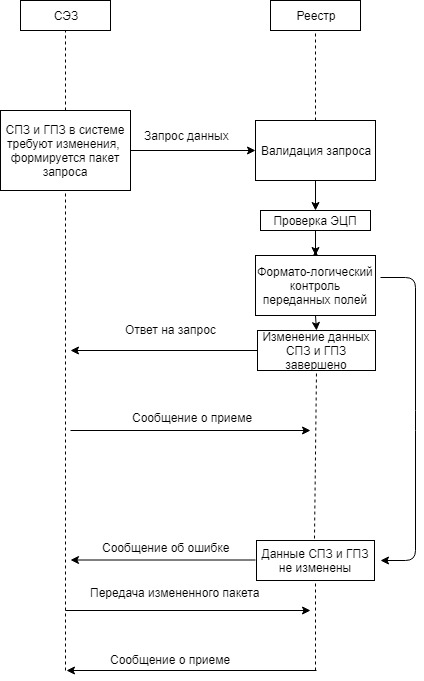 СЭЗ
Реестр
СПЗ и ГПЗ в системе
требуют изменения,
формируется пакет
запроса
Запрос данных
Валидация запроса
Проверка ЭЦП
Формато-логический
контроль
переданных полей
Ответ на запрос
Изменение данных
СПЗ и ГПЗ
завершено
Сообщение о приеме
Сообщение об ошибке
Данные СПЗ и ГПЗ
не изменены
Передача измененного пакета
Сообщение о приеме